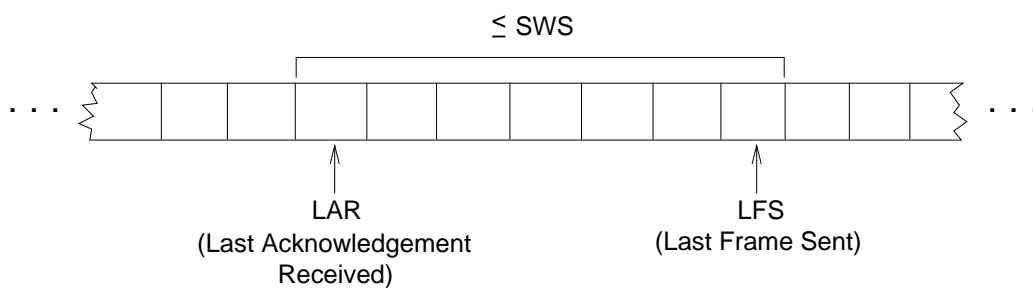 ≤ SWS
. . .
. . .
LAR
(Last Acknowledgement
Received)
LFS
(Last Frame Sent)